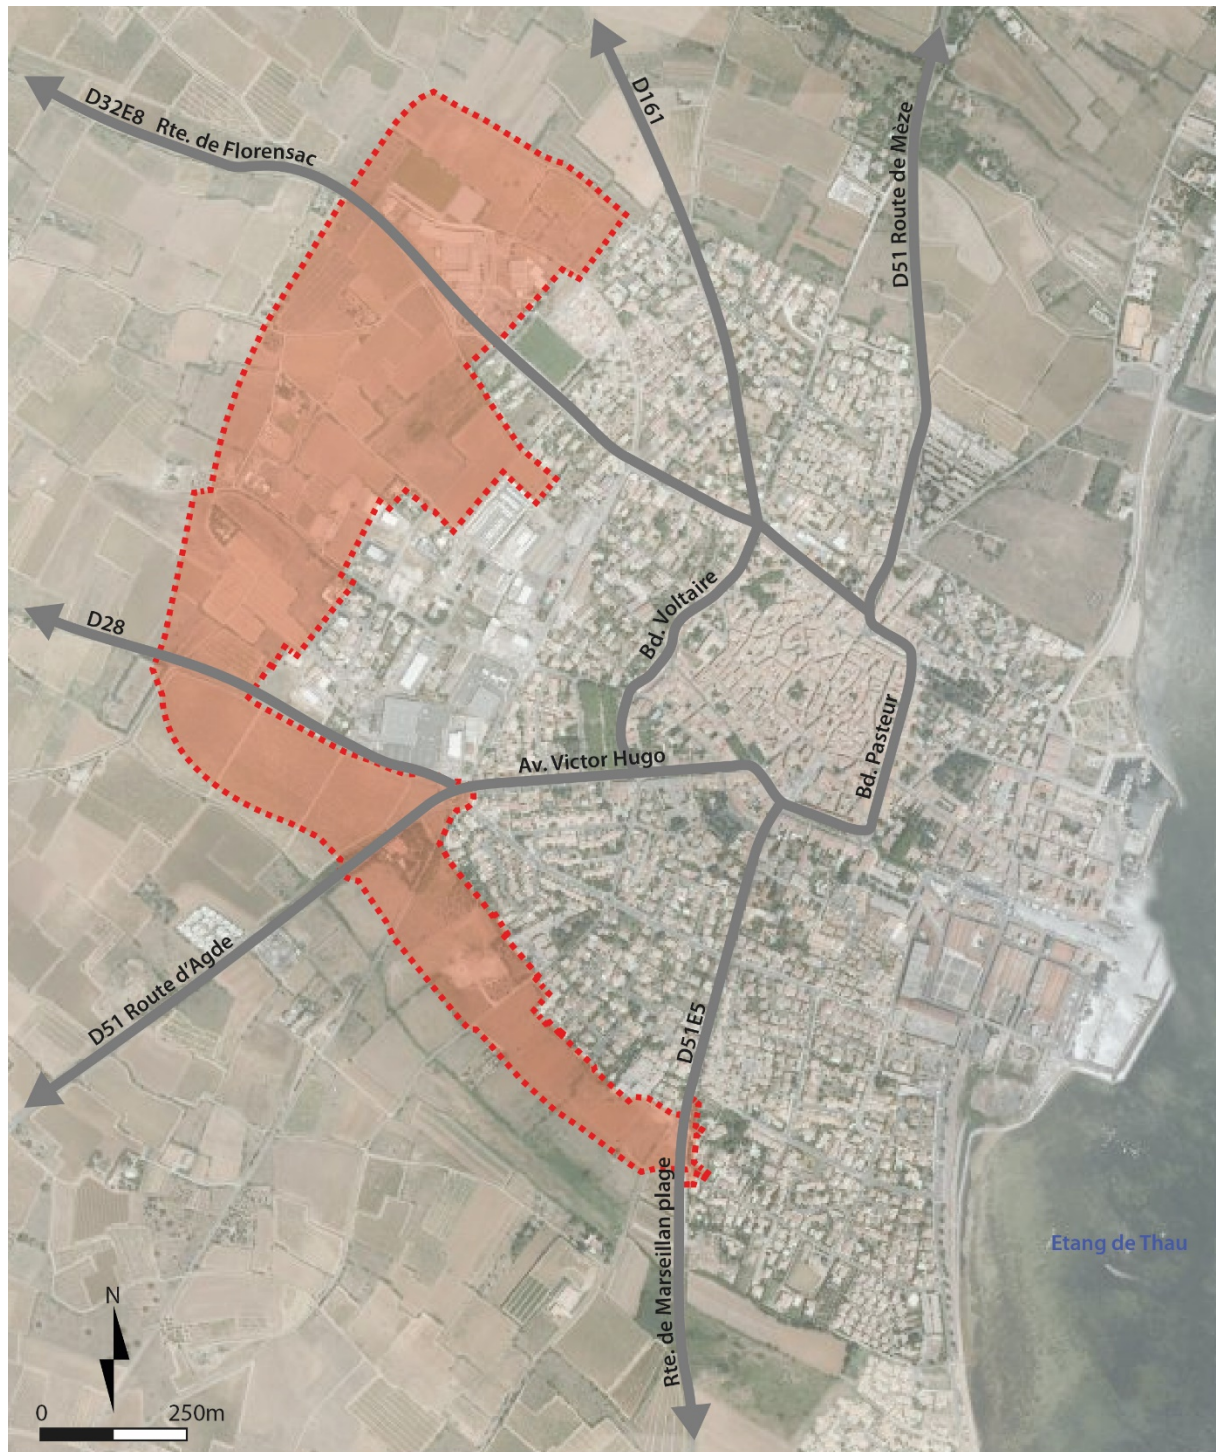 D32E8 Rte. de Florensac
D161
D51 Route de Mèze
D28
Bd. Voltaire
Av. Victor Hugo
Bd. Pasteur
D51 Route d'Agde
D51E5
Rte. de Marseillan plage
Etang de Thau
N
0 250m